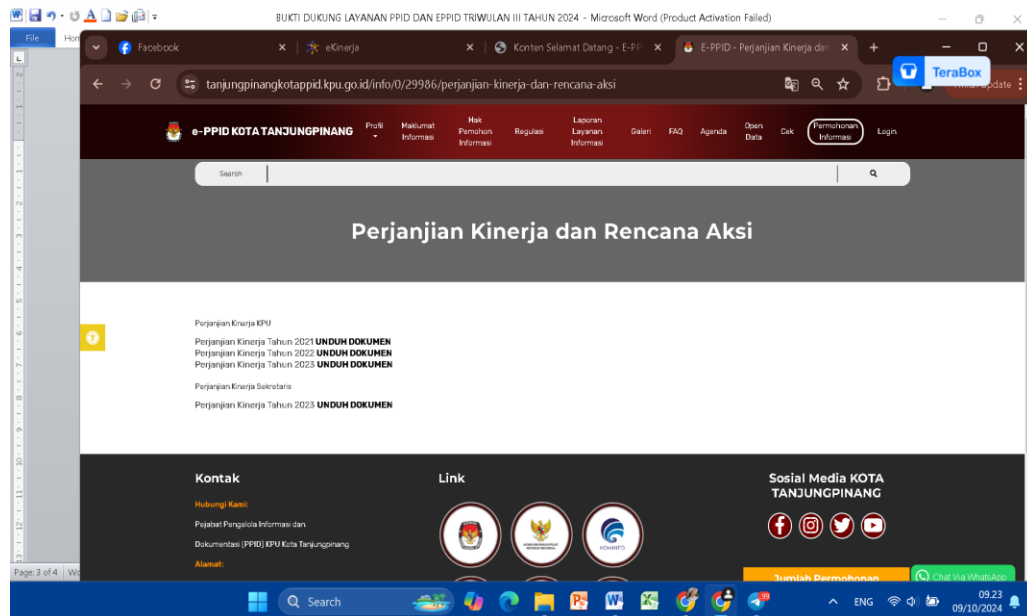 BUKTI DUKUNG LAYANAN PPID DAN EPPID TRIWULAN III TAHUN 2024 - Microsoft Word (Product Activation Failed)
File
Facebook
eKinerja
Konten Selamat Datang - E-PP
E-PPID - Perjanjian Kinerja dan
TeraBox
tanjungpinangkotappid.kpu.go.id/info/0/29986/perjanjian-kinerja-dan-rencana-aksi
e-PPID KOTA TANJUNGPINANG
Profil
Maklumat Informasi
Hak Pemohon Informasi
Regulasi
Laporan Layanan Informasi
Galeri
FAQ
Agenda
Open Data
Cek
Permohonan Informasi
Login
Search
Perjanjian Kinerja dan Rencana Aksi
Perjanjian Kinerja KPU
Perjanjian Kinerja Tahun 2021 UNDUH DOKUMEN
Perjanjian Kinerja Tahun 2022 UNDUH DOKUMEN
Perjanjian Kinerja Tahun 2023 UNDUH DOKUMEN
Perjanjian Kinerja Sekretaris
Perjanjian Kinerja Tahun 2023 UNDUH DOKUMEN
Kontak
Hubungi Kami:
Pejabat Pengelola Informasi dan
Dokumentasi (PPID) KPU Kota Tanjungpinang
Alamat:
Link
KOMINFO
Sosial Media KOTA
TANJUNGPINANG
Jumlah Permohonan
Chat Via WhatsApp
Page: 3 of 4
Search
39
ENG
09.23
09/10/2024